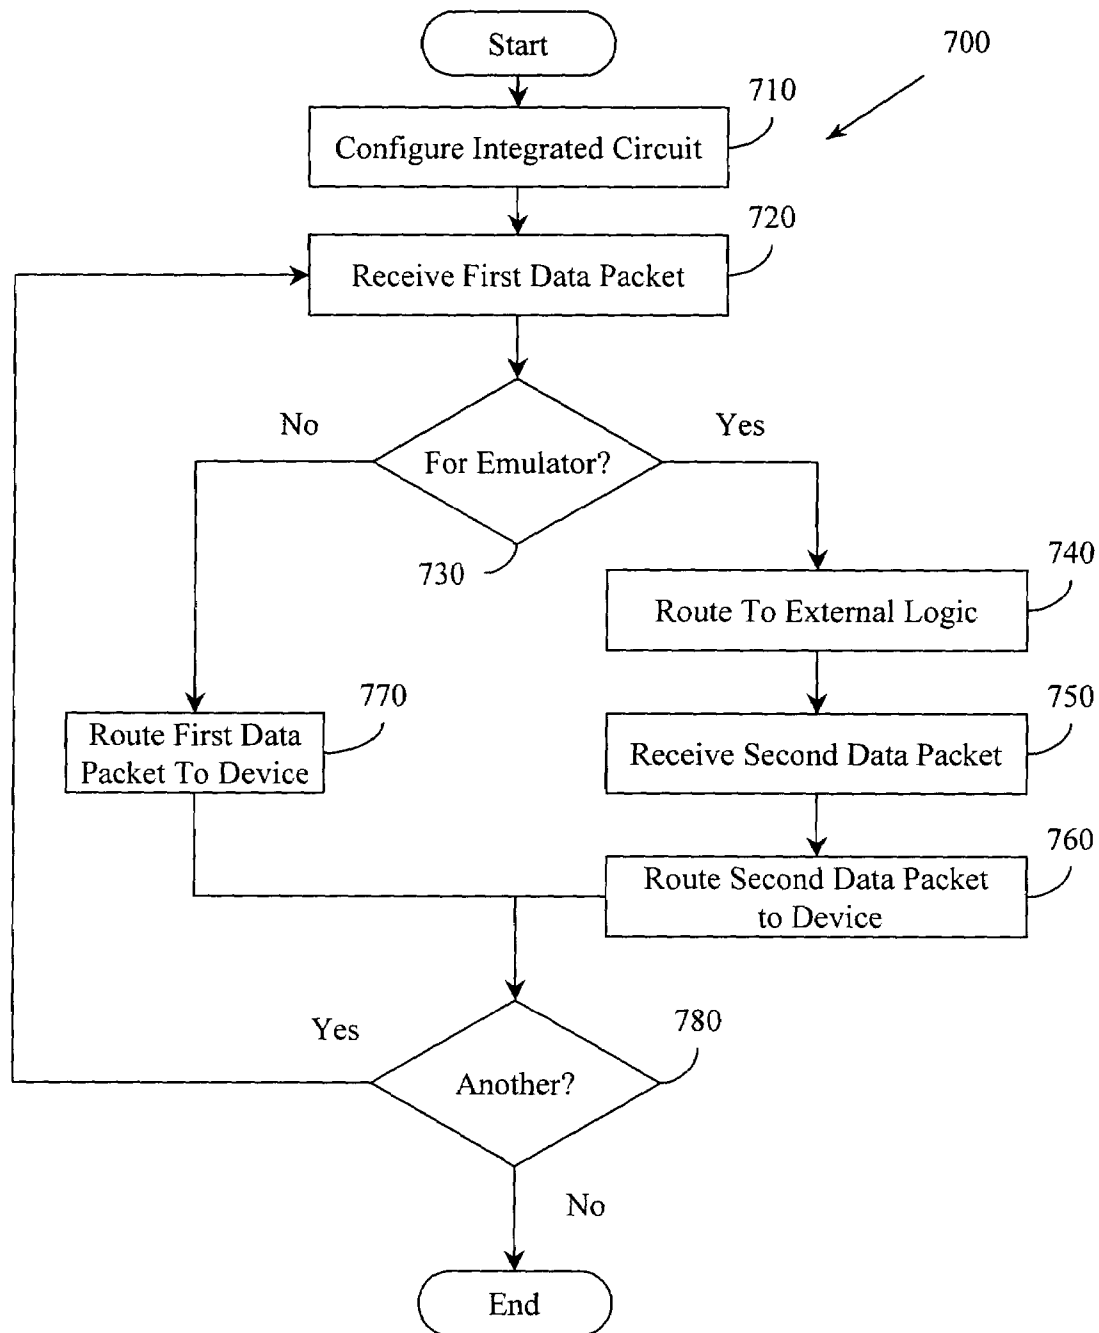 Start
700
710
Configure Integrated Circuit
720
Receive First Data Packet
No
Yes
For Emulator?
730
740
Route To External Logic
770
Route First Data
Packet To Device
750
Receive Second Data Packet
760
Route Second Data Packet
to Device
Yes
780
Another?
No
End